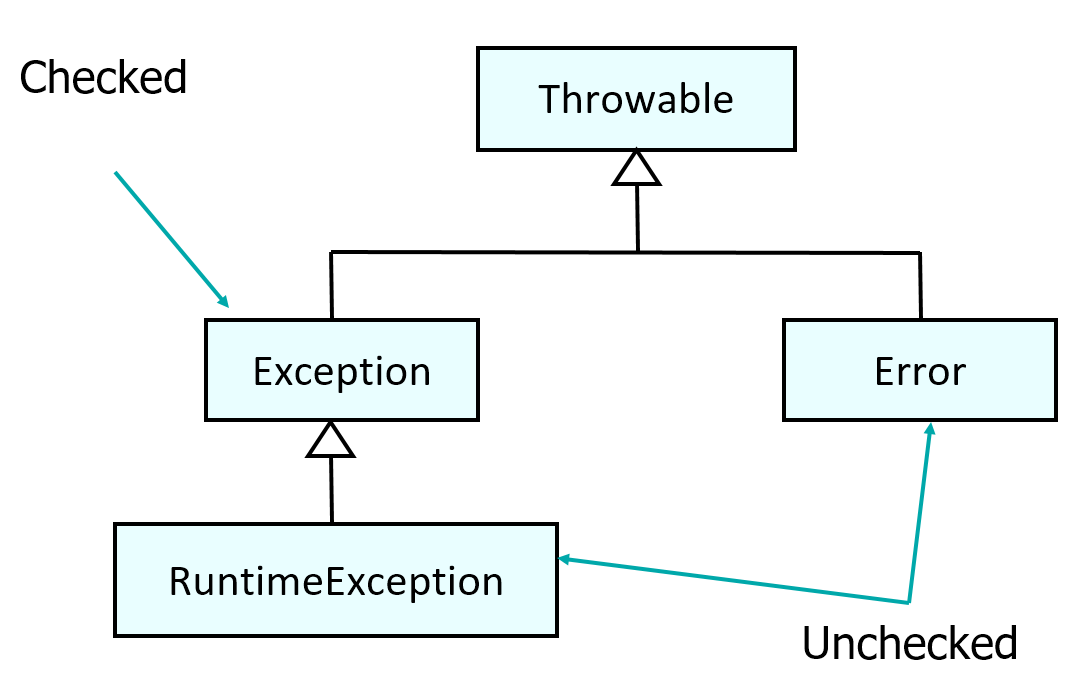 Checked
Throwable
Exception
Error
RuntimeException
Unchecked